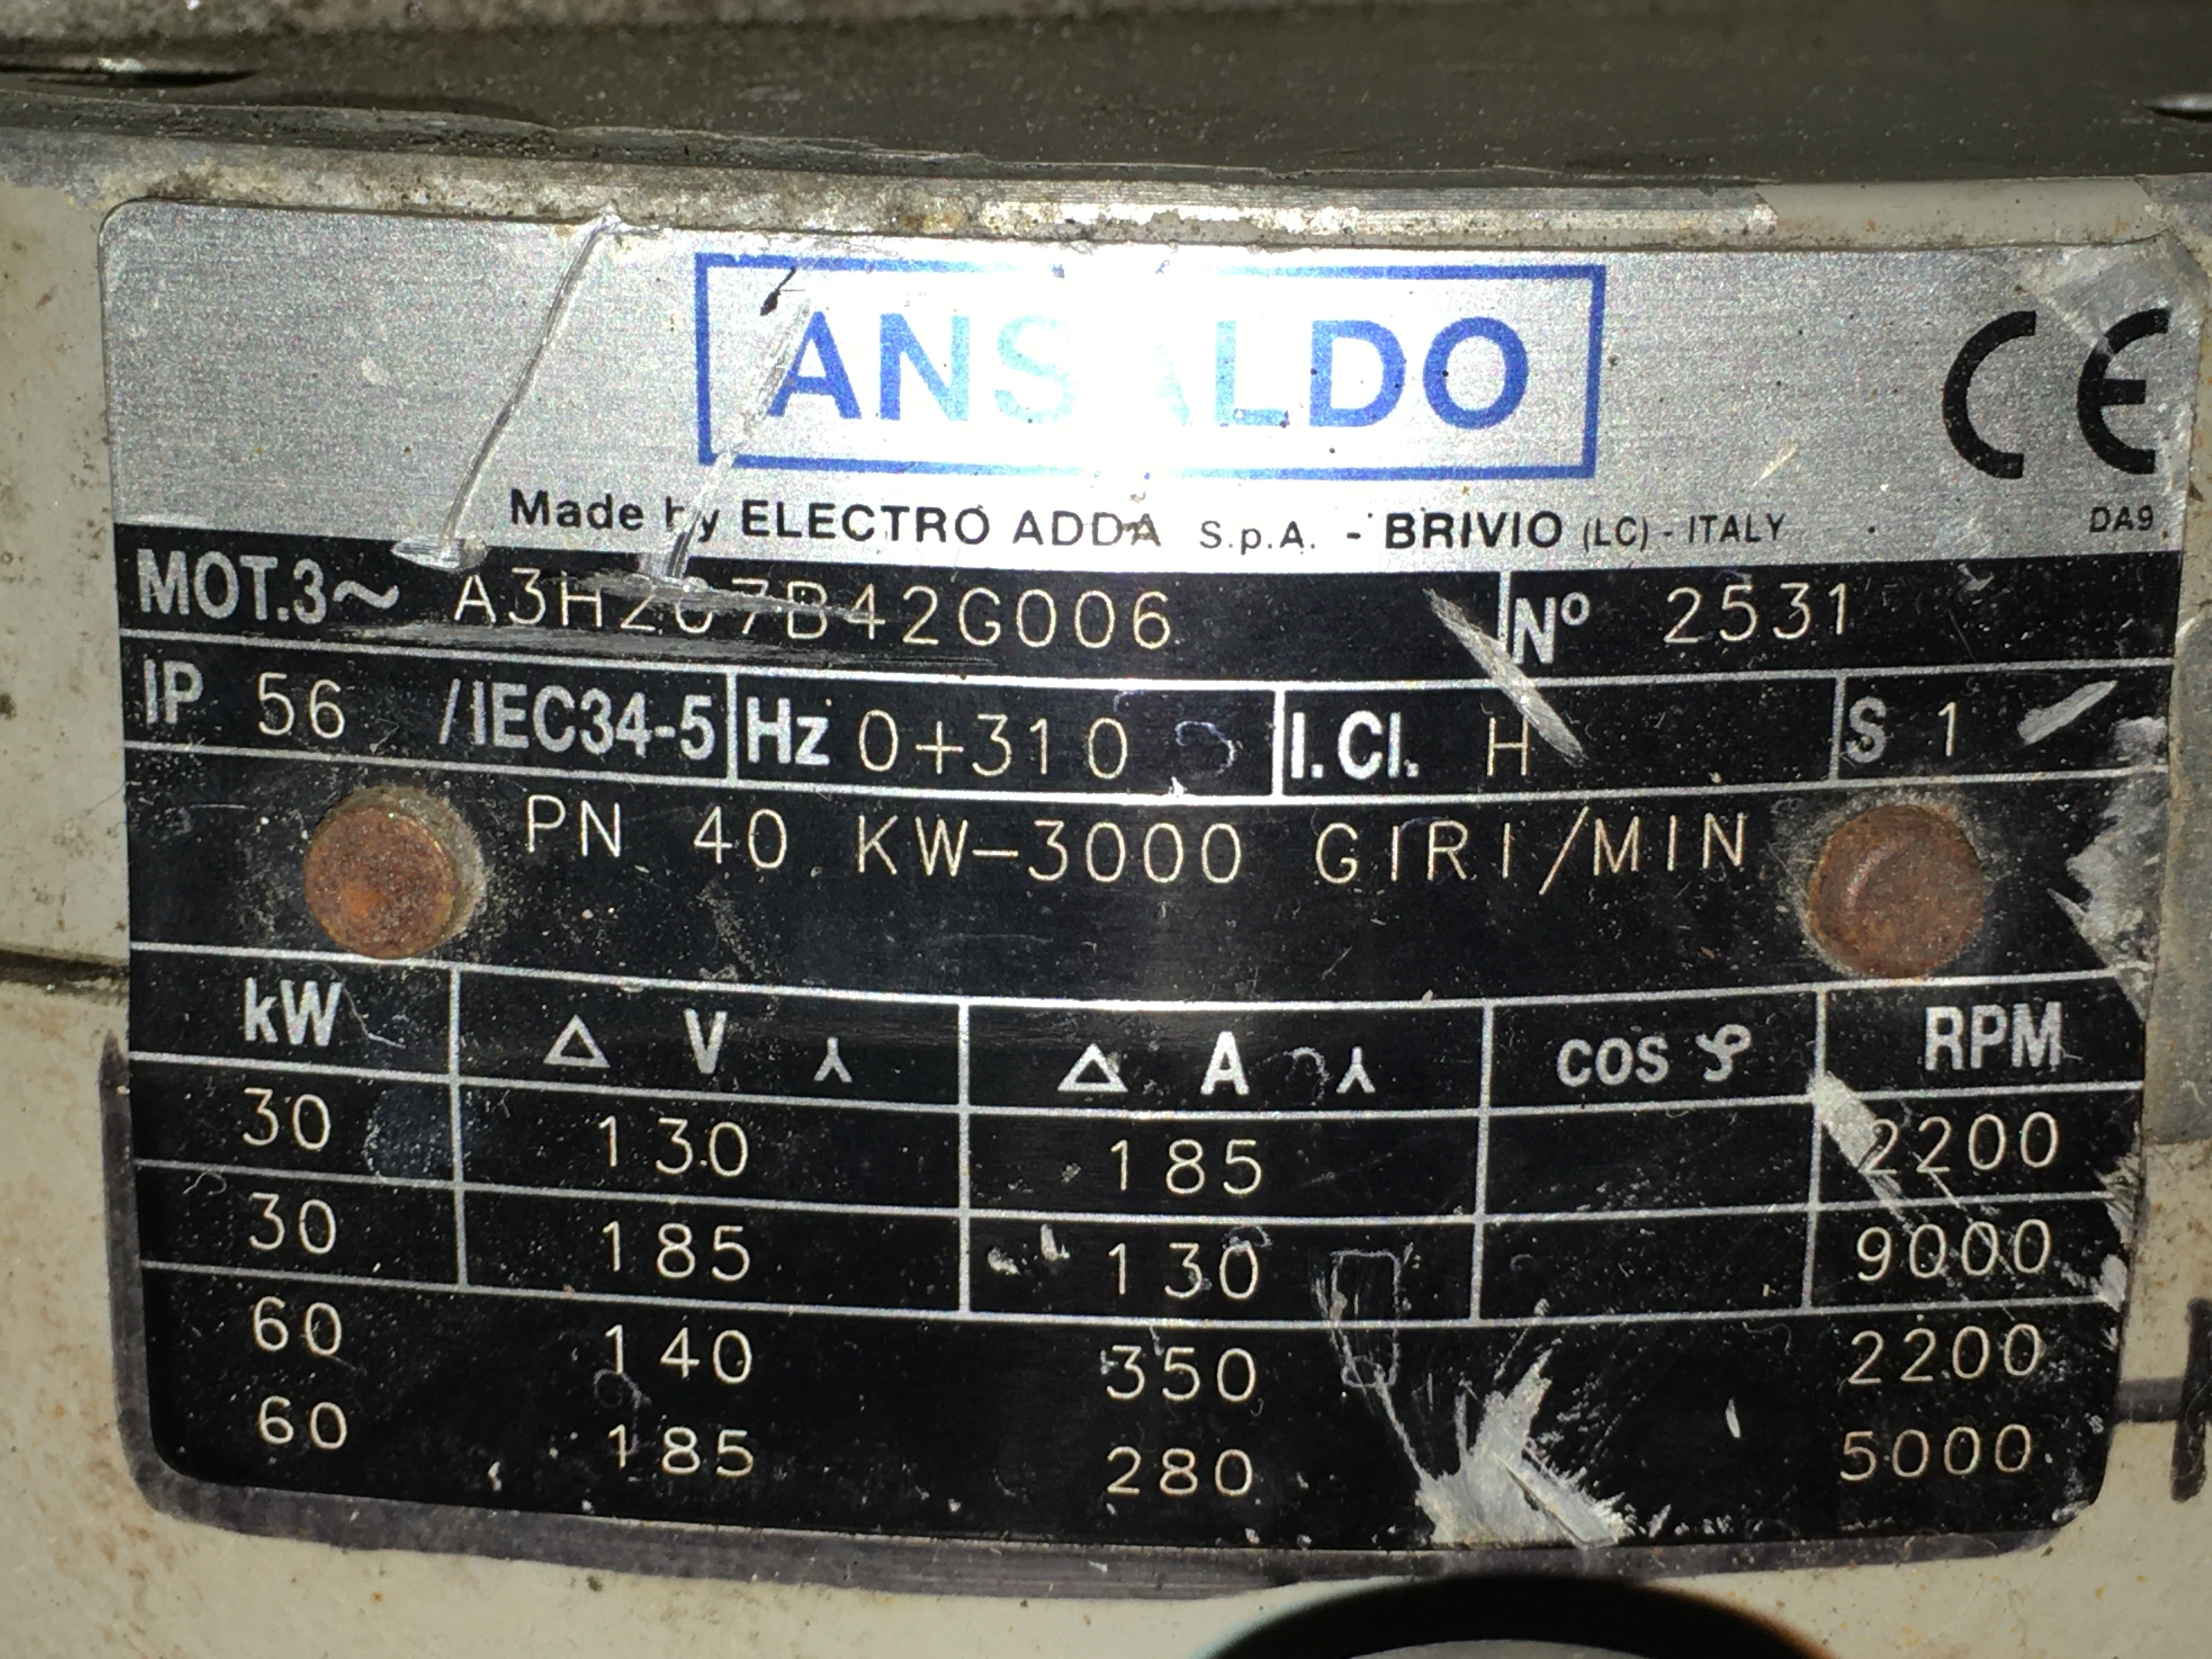 ANSALDO
CE
Made by ELECTRO ADDA S.p.A. - BRIVIO (LC) - ITALY
DA9
MOT.3~ A3H207B42G006 Nº 2531
IP 56 /IEC34-5 Hz 0+310 I.Cl. H S 1
PN 40 KW-3000 GIRI/MIN
kW Δ V ⅄ Δ A ⅄ cos φ RPM
30 130 185 2200
30 185 130 9000
60 140 350 2200
60 185 280 5000